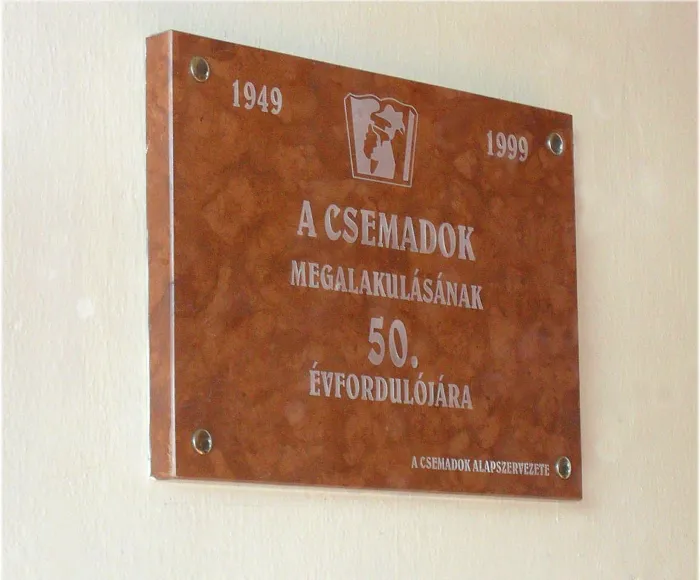 1949
1999
A CSEMADOK
MEGALAKULÁSÁNAK
50.
ÉVFORDULÓJÁRA
A CSEMADOK ALAPSZERVEZETE